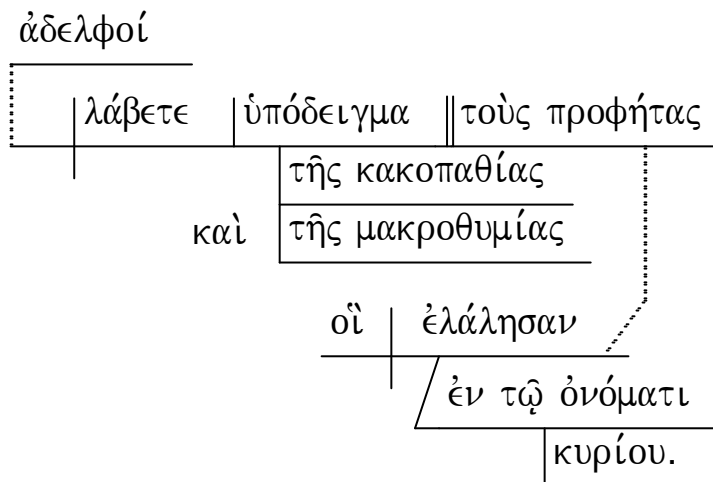 ἀδελφοί
λάβετε ὑπόδειγμα τοὺς προφήτας
τῆς κακοπαθίας
καὶ τῆς μακροθυμίας
οἳ ἐλάλησαν
ἐν τῷ ὀνόματι
κυρίου.